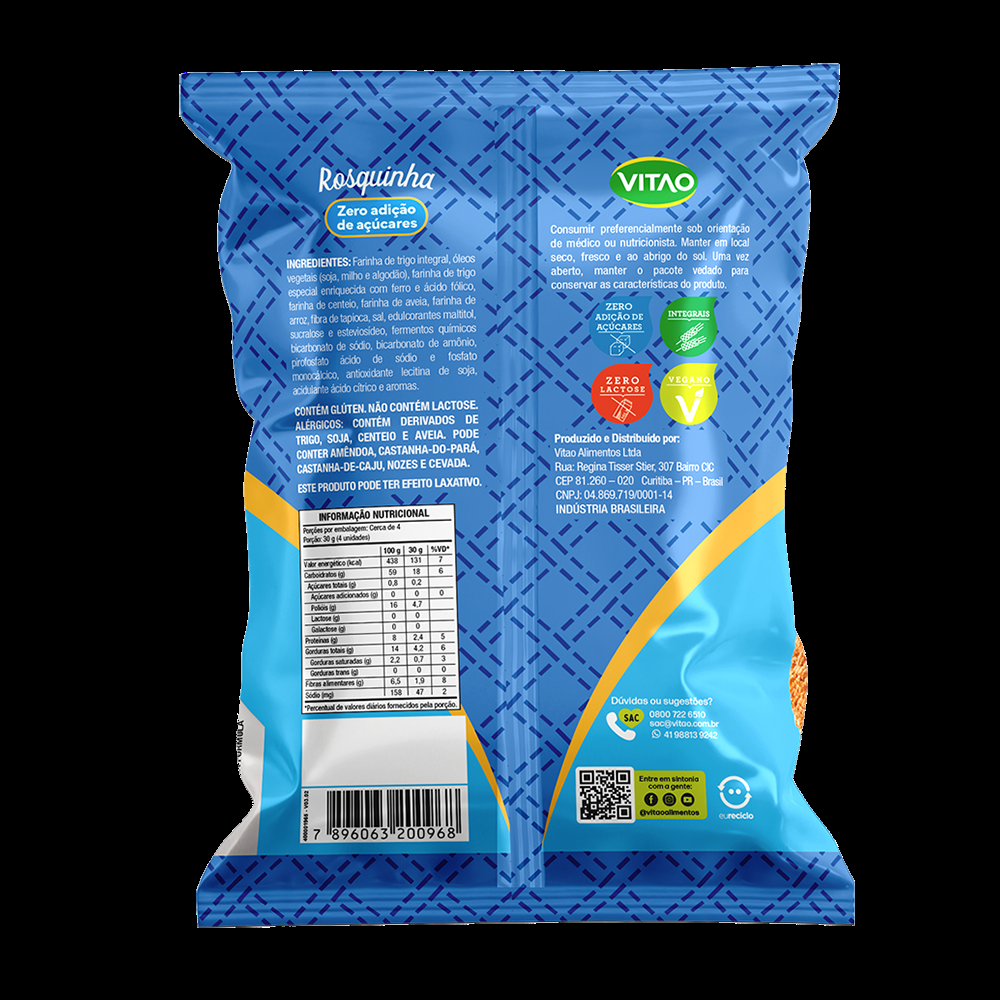 Rosquinha
Zero adição
de açúcares
INGREDIENTES: Farinha de trigo integral, óleos
vegetais (soja, milho e algodão), farinha de trigo
especial enriquecida com ferro e ácido fólico,
farinha de centeio, farinha de aveia, farinha de
arroz, fibra de tapioca, sal, edulcorantes maltitol,
sucralose e esteviosídeo, fermentos químicos
bicarbonato de sódio, bicarbonato de amônio,
pirofosfato ácido de sódio e fosfato
monocálcico, antioxidante lecitina de soja,
acidulante ácido cítrico e aromas.
CONTÉM GLÚTEN. NÃO CONTÉM LACTOSE.
ALÉRGICOS: CONTÉM DERIVADOS DE
TRIGO, SOJA, CENTEIO E AVEIA. PODE
CONTER AMÊNDOA, CASTANHA-DO-PARÁ,
CASTANHA-DE-CAJU, NOZES E CEVADA.
ESTE PRODUTO PODE TER EFEITO LAXATIVO.
INFORMAÇÃO NUTRICIONAL
Porções por embalagem: Cerca de 4
Porção: 30 g (4 unidades)
100 g 30 g %VD*
Valor energético (kcal) 438 131 7
Carboidratos (g) 59 18 6
Açúcares totais (g) 0,8 0,2
Açúcares adicionados (g) 0 0 0
Polióis (g) 16 4,7
Lactose (g) 0 0
Galactose (g) 0 0
Proteínas (g) 8 2,4 5
Gorduras totais (g) 14 4,2 6
Gorduras saturadas (g) 2,2 0,7 3
Gorduras trans (g) 0 0 0
Fibras alimentares (g) 6,5 1,9 8
Sódio (mg) 158 47 2
*Percentual de valores diários fornecidos pela porção.
7 896063 200968
VITAO
Consumir preferencialmente sob orientação
de médico ou nutricionista. Manter em local
seco, fresco e ao abrigo do sol. Uma vez
aberto, manter o pacote vedado para
conservar as características do produto.
ZERO
ADIÇÃO DE
AÇÚCARES
INTEGRAIS
ZERO
LACTOSE
VEGANO
V
Produzido e Distribuído por:
Vitao Alimentos Ltda
Rua: Regina Tisser Stier, 307 Bairro CIC
CEP 81.260 – 020 Curitiba – PR – Brasil
CNPJ: 04.869.719/0001-14
INDÚSTRIA BRASILEIRA
Dúvidas ou sugestões?
SAC
0800 722 6510
sac@vitao.com.br
41 98813 9242
Entre em sintonia
com a gente:
@vitaoalimentos
eureciclo